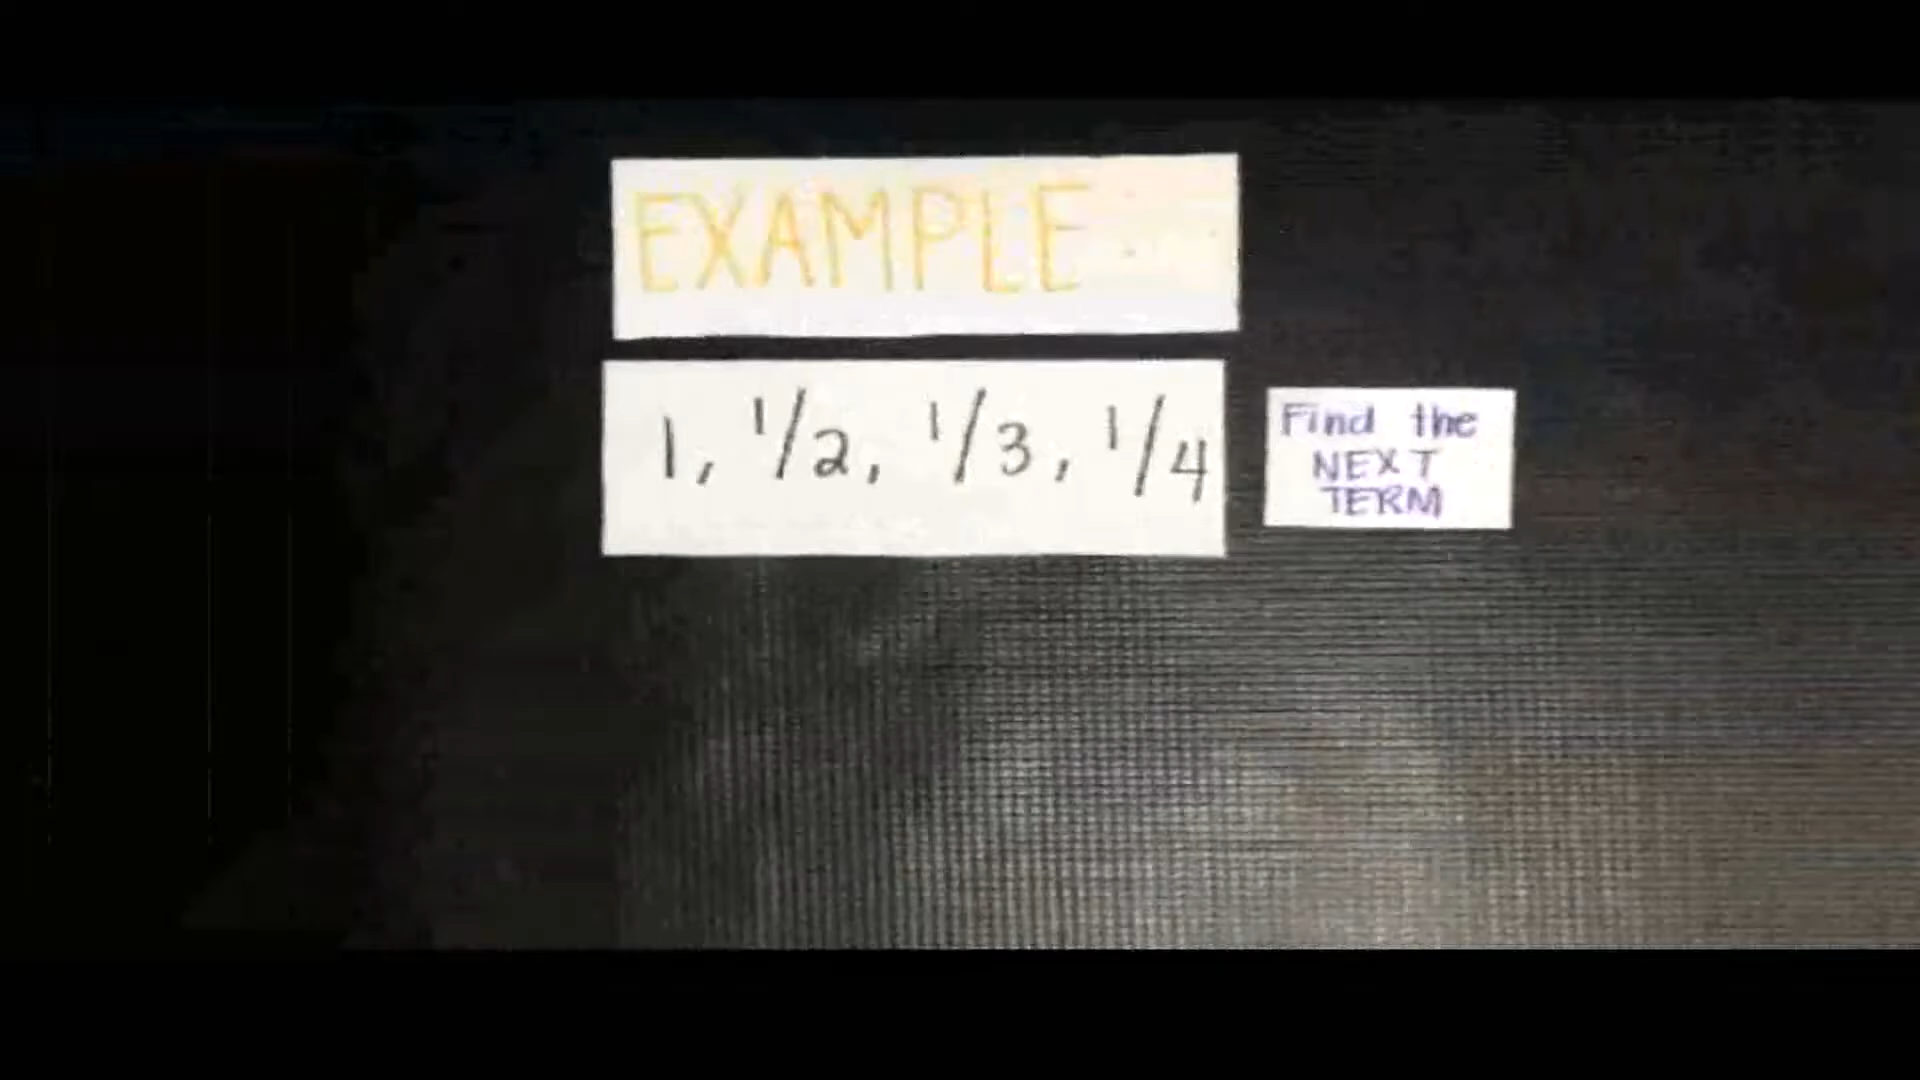 EXAMPLE
1, 1/2, 1/3, 1/4
Find the
NEXT
TERM